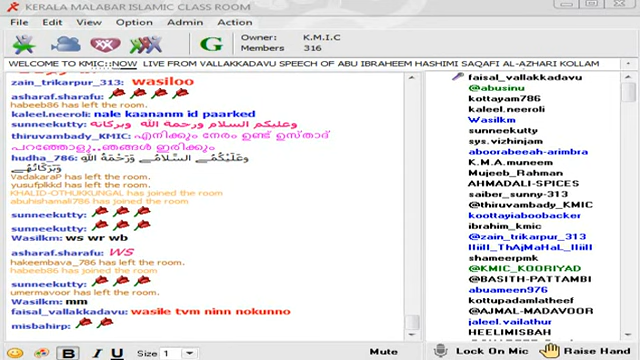 KERALA MALABAR ISLAMIC CLASS ROOM
File Edit View Option Admin Action
G Owner: K.M.I.C
Members 316
WELCOME TO KMIC::NOW LIVE FROM VALLAKKADAVU SPEECH OF ABU IBRAHEEM HASHIMI SAQAFI AL-AZHARI KOLLAM
zain_trikarpur_313: wasiloo
asharaf.sharafu:
habeeb86 has left the room.
kaleel.neeroli: nale kaananm id paarked
sunneekutty: وعليكم السلام ورحمة الله وبركاته
thiruvambady_KMIC: എനിക്കും നേരം ഉണ്ട് ഉസ്താദ്
പറഞ്ഞോളൂ..ഞങ്ങൾ ഇരിക്കും
hudha_786: وَعَلَيْكُمْ السَّلامُ وَرَحْمَةُ اللهِ
وَبَرَكَاتُهُ
VadakaraP has left the room.
yusufplkkid has left the room.
KHALID-OTHUKKUNGAL has joined the room
abuhishamali786 has joined the room
sunneekutty:
sunneekutty:
Wasilkm: ws wr wb
asharaf.sharafu: WS
hakeembava_786 has left the room.
habeeb86 has joined the room
sunneekutty:
umermavoor has left the room.
Wasilkm: mm
faisal_vallakkadavu: wasile tvm ninn nokunno
misbahirp:
faisal_vallakkadavu
@abusinu
kottayam786
kaleel.neeroli
Wasilkm
sunneekutty
sys.vizhinjam
aboorabeeah-arimbra
K.M.A.muneem
Mujeeb_Rahman
AHMADALI-SPICES
saiber_sunny-313
@thiruvambady_KMIC
koottayiaboobacker
ibrahim_kmic
@zain_trikarpur_313
IIiiII_ThAjMaHaL_IIiiII
shameerpmk
@KMIC_KOORIYAD
@BASITH-PATTAMBI
abuameen976
kottupadamlatheef
@AJMAL-MADAVOOR
jaleel.vailathur
HEELIMISBAH
B I U Size 1 Mute Lock On Mic Raise Hand